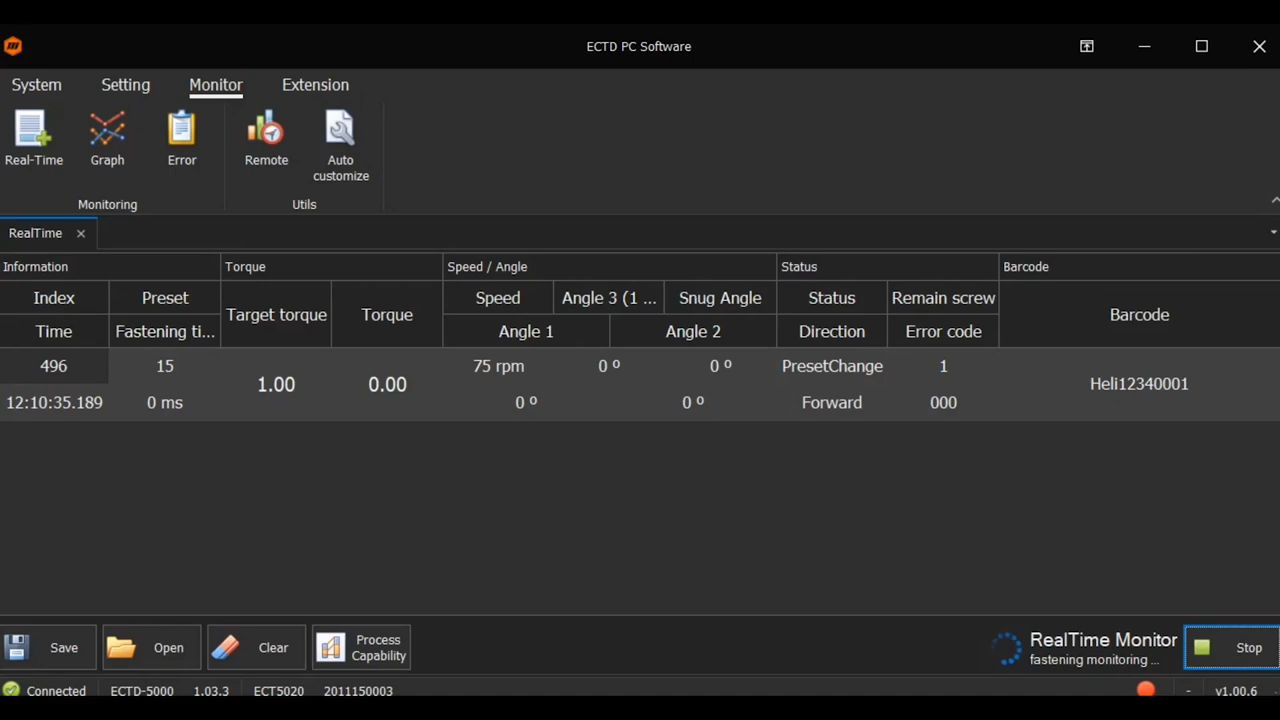 ECTD PC Software
System Setting Monitor Extension
Real-Time Graph Error Remote Auto customize
Monitoring Utils
RealTime
Information Torque Speed / Angle Status Barcode
Index Preset Target torque Torque Speed Angle 3 (1 ... Snug Angle Status Remain screw Barcode
Time Fastening ti... Angle 1 Angle 2 Direction Error code
496 15 1.00 0.00 75 rpm 0 º 0 º PresetChange 1 Heli12340001
12:10:35.189 0 ms 0 º 0 º Forward 000
Save Open Clear Process Capability RealTime Monitor Stop
fastening monitoring ...
Connected ECTD-5000 1.03.3 ECT5020 2011150003 - v1.00.6